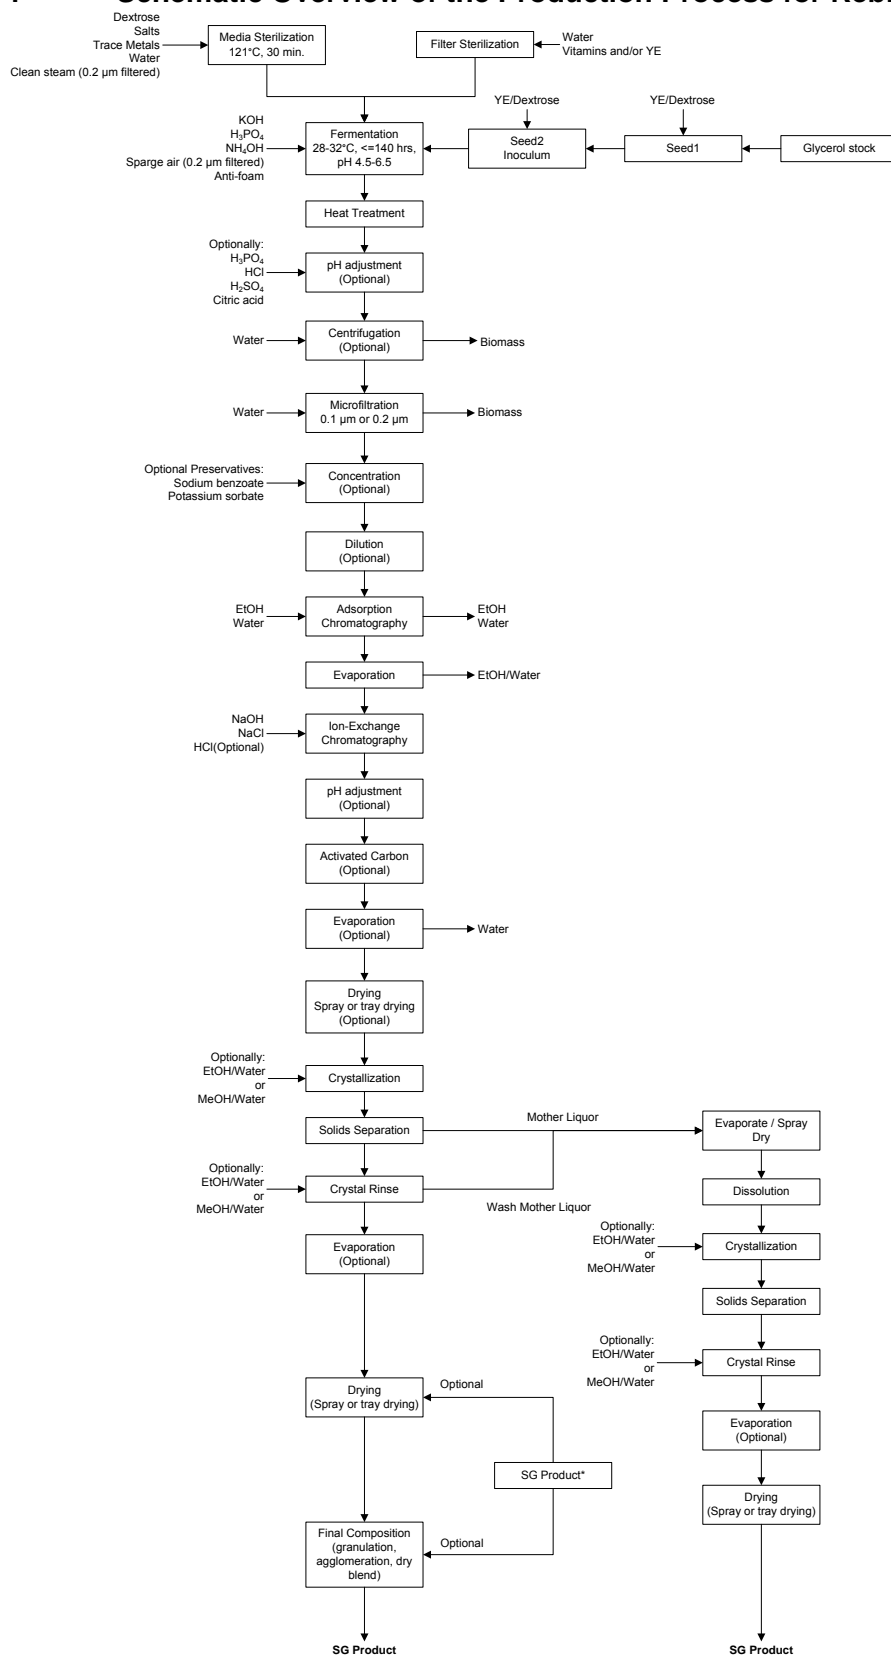 Schematic Overview of the Production Process for
Dextrose
Salts
Trace Metals
Water
Clean steam (0.2 µm filtered)
Media Sterilization
121°C, 30 min.
Filter Sterilization
Water
Vitamins and/or YE
KOH
H₃PO₄
NH₄OH
Sparge air (0.2 µm filtered)
Anti-foam
Fermentation
28-32°C, <=140 hrs,
pH 4.5-6.5
YE/Dextrose
YE/Dextrose
Seed2
Inoculum
Seed1
Glycerol stock
Heat Treatment
Optionally:
H₃PO₄
HCl
H₂SO₄
Citric acid
pH adjustment
(Optional)
Water
Centrifugation
(Optional)
Biomass
Water
Microfiltration
0.1 µm or 0.2 µm
Biomass
Optional Preservatives:
Sodium benzoate
Potassium sorbate
Concentration
(Optional)
Dilution
(Optional)
EtOH
Water
Adsorption
Chromatography
EtOH
Water
Evaporation
EtOH/Water
NaOH
NaCl
HCl(Optional)
Ion-Exchange
Chromatography
pH adjustment
(Optional)
Activated Carbon
(Optional)
Evaporation
(Optional)
Water
Drying
Spray or tray drying
(Optional)
Optionally:
EtOH/Water
or
MeOH/Water
Crystallization
Solids Separation
Mother Liquor
Optionally:
EtOH/Water
or
MeOH/Water
Crystal Rinse
Wash Mother Liquor
Evaporation
(Optional)
Drying
(Spray or tray drying)
Optional
SG Product*
Final Composition
(granulation,
agglomeration, dry
blend)
Optional
SG Product
Evaporate / Spray
Dry
Dissolution
Optionally:
EtOH/Water
or
MeOH/Water
Crystallization
Solids Separation
Optionally:
EtOH/Water
or
MeOH/Water
Crystal Rinse
Evaporation
(Optional)
Drying
(Spray or tray drying)
SG Product